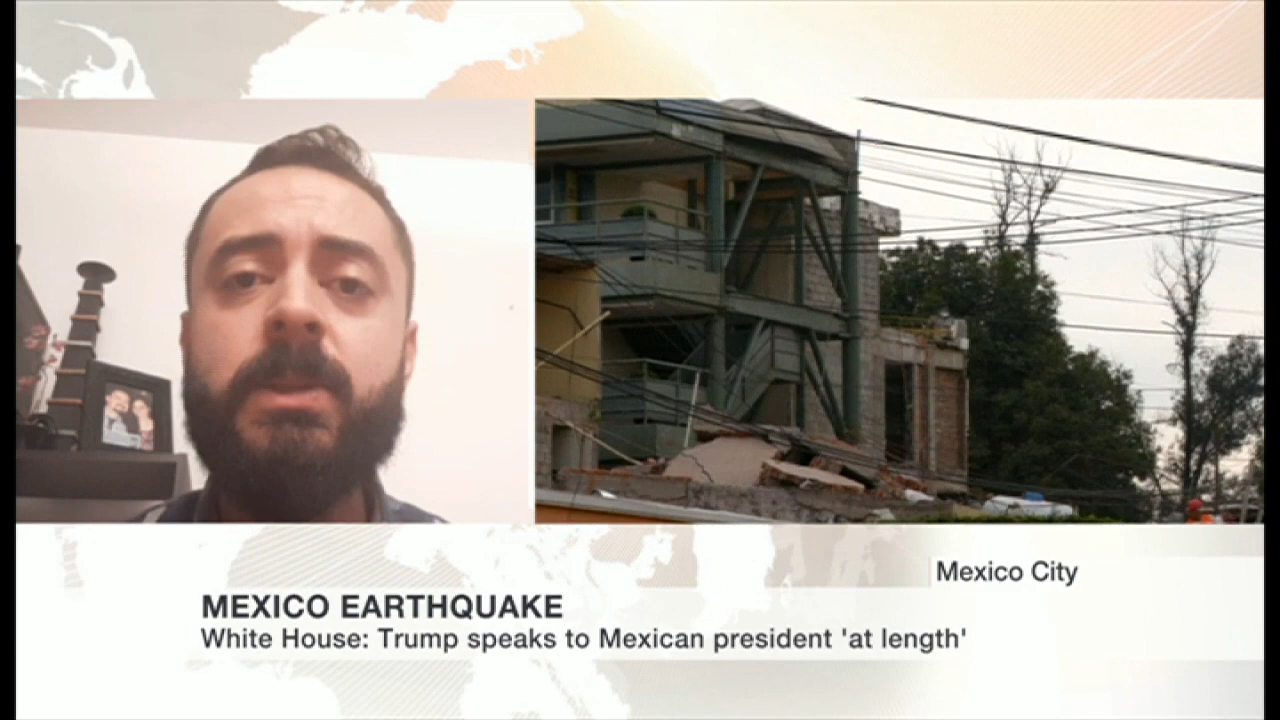 Mexico City
MEXICO EARTHQUAKE
White House: Trump speaks to Mexican president 'at length'